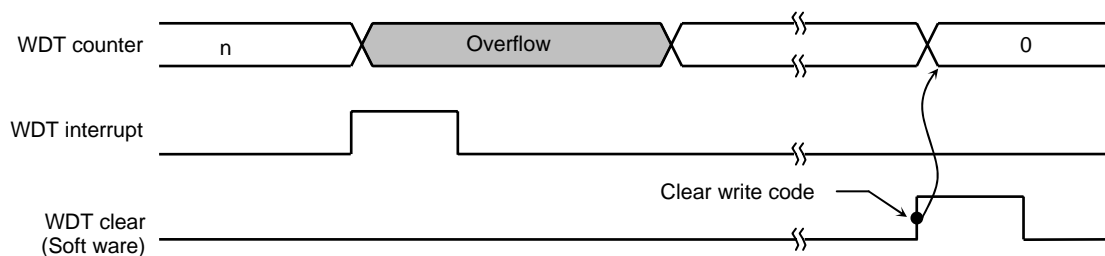 WDT counter
n
Overflow
0
WDT interrupt
Clear write code
WDT clear
(Soft ware)